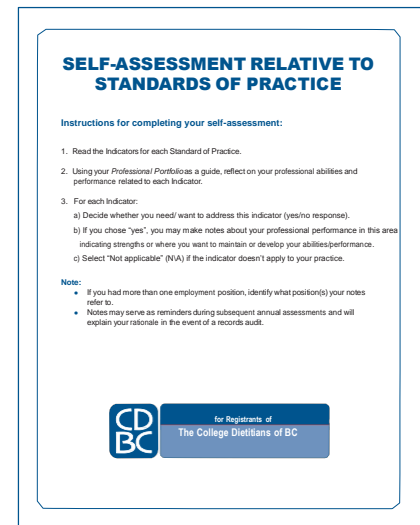 SELF-ASSESSMENT RELATIVE TO
STANDARDS OF PRACTICE
Instructions for completing your self-assessment:
1. Read the Indicators for each Standard of Practice.
2. Using your Professional Portfolio as a guide, reflect on your professional abilities and
performance related to each Indicator.
3. For each Indicator:
a) Decide whether you need/ want to address this indicator (yes/no response).
b) If you chose “yes”, you may make notes about your professional performance in this area
indicating strengths or where you want to maintain or develop your abilities/performance.
c) Select “Not applicable” (N\A) if the indicator doesn’t apply to your practice.
Note:
• If you had more than one employment position, identify what position(s) your notes
refer to.
• Notes may serve as reminders during subsequent annual assessments and will
explain your rationale in the event of a records audit.
CD
BC
for Registrants of
The College Dietitians of BC